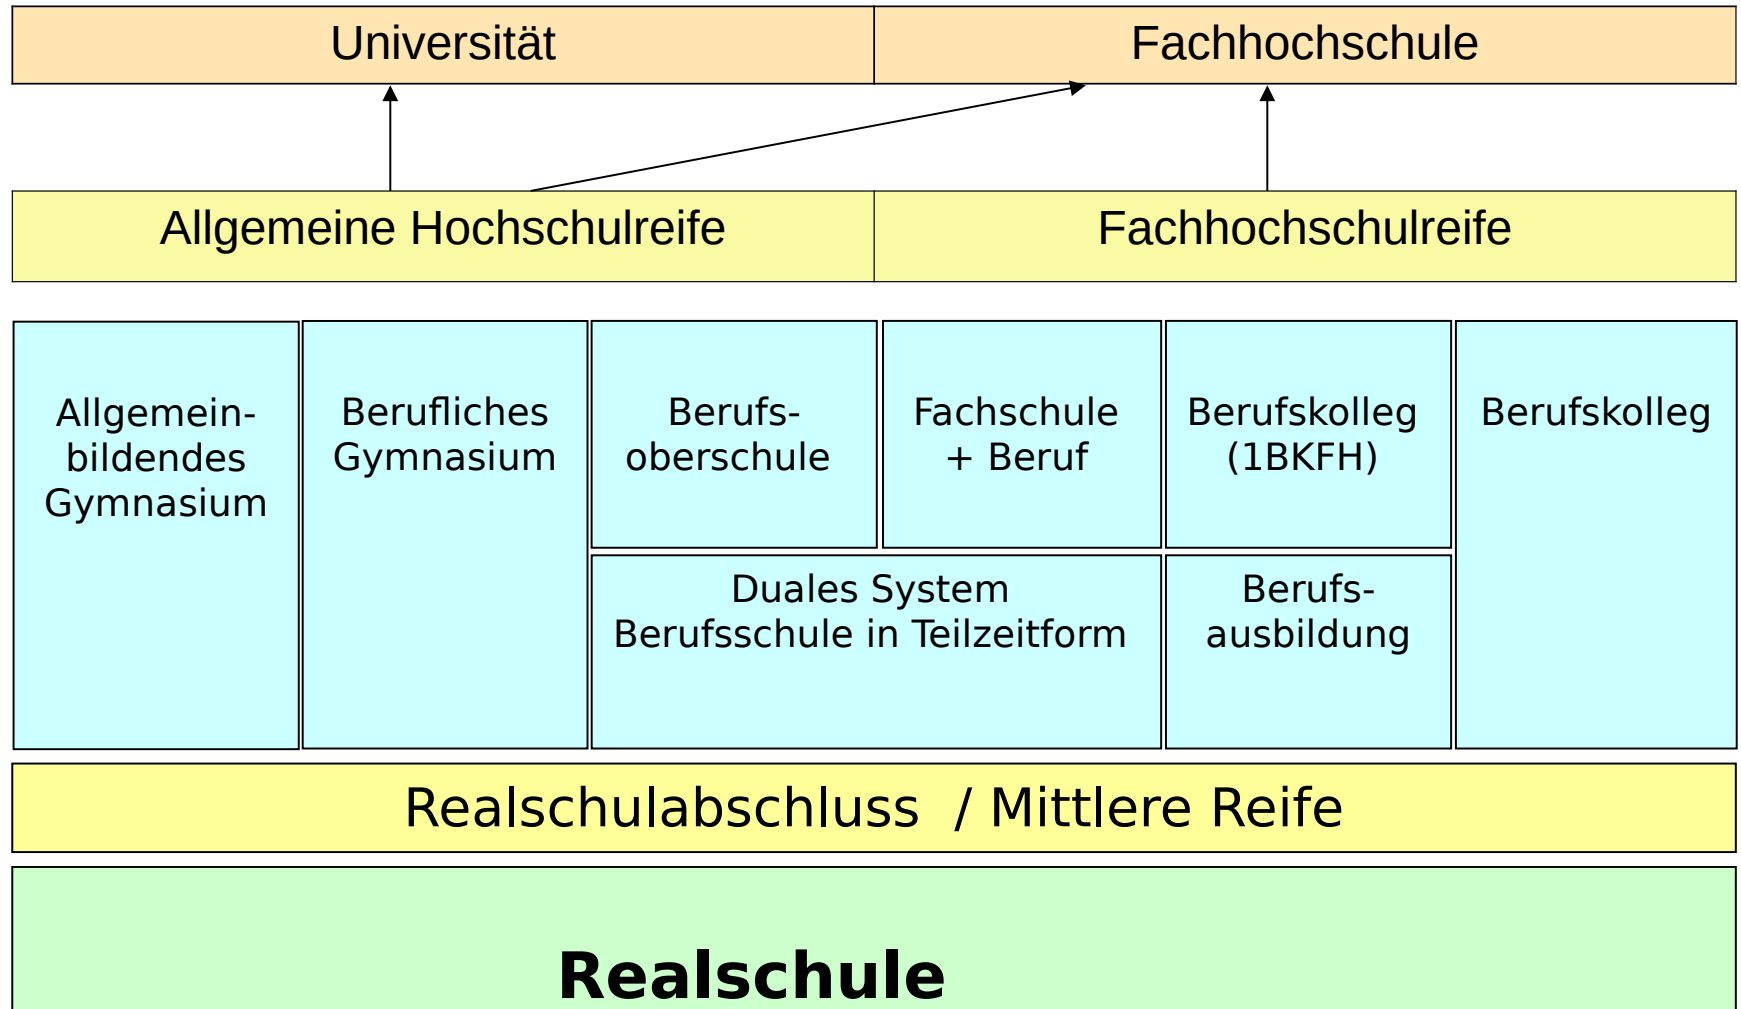 Universität
Fachhochschule
Allgemeine Hochschulreife
Fachhochschulreife
Allgemein-
bildendes
Gymnasium
Berufliches
Gymnasium
Berufs-
oberschule
Fachschule
+ Beruf
Berufskolleg
(1BKFH)
Berufskolleg
Duales System
Berufsschule in Teilzeitform
Berufs-
ausbildung
Realschulabschluss / Mittlere Reife
Realschule